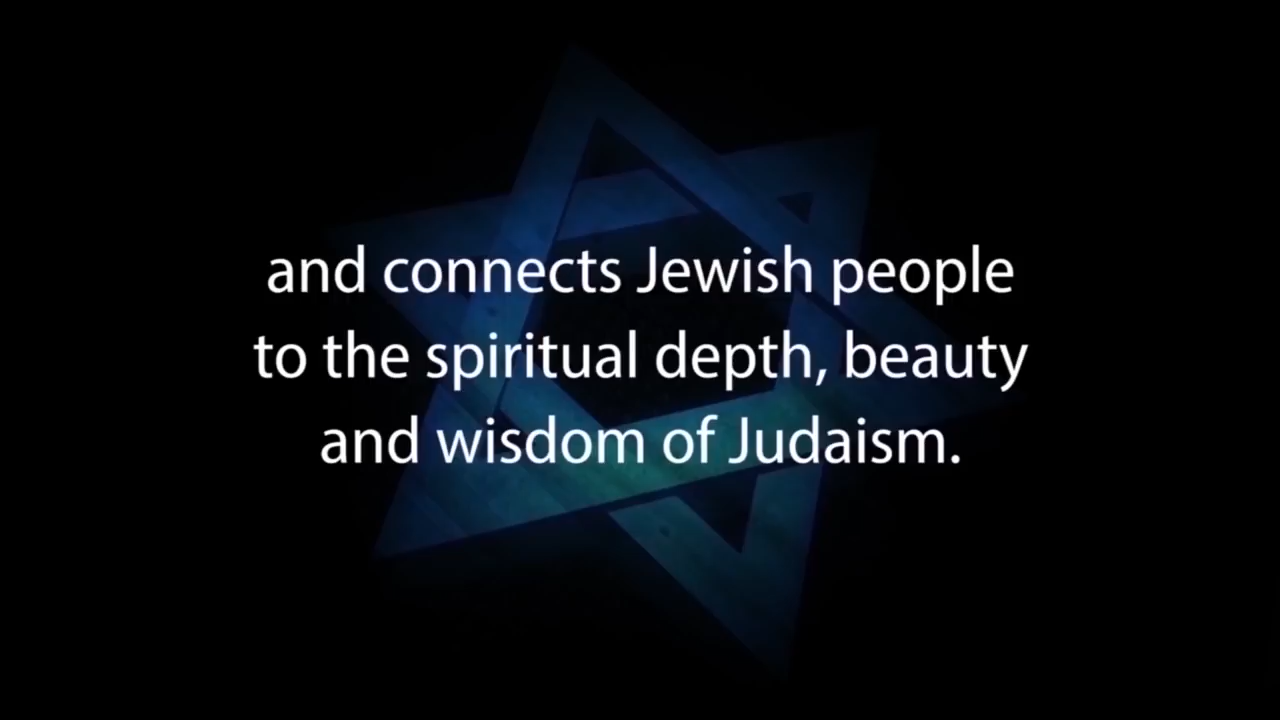 and connects Jewish people
to the spiritual depth, beauty
and wisdom of Judaism.